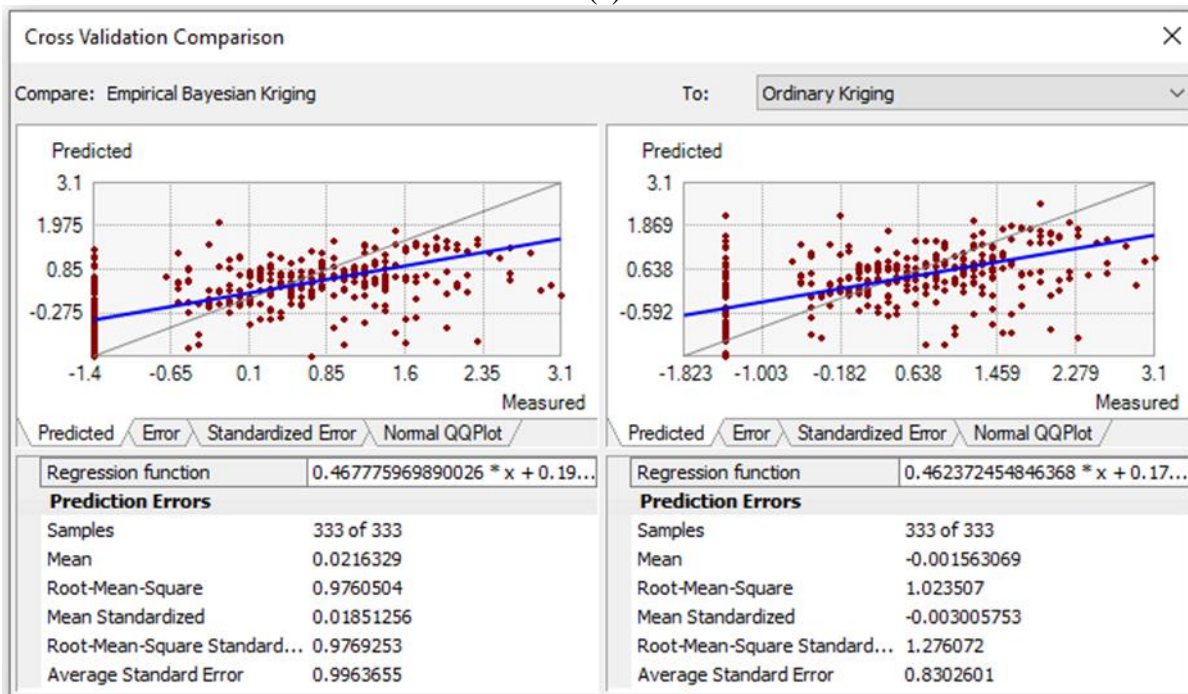 Cross Validation Comparison
Compare: Empirical Bayesian Kriging To: Ordinary Kriging
Predicted
3.1
1.975
0.85
-0.275
-1.4 -0.65 0.1 0.85 1.6 2.35 3.1
Measured
Predicted Error Standardized Error Normal QQPlot
Regression function 0.467775969890026 * x + 0.19...
Prediction Errors
Samples 333 of 333
Mean 0.0216329
Root-Mean-Square 0.9760504
Mean Standardized 0.01851256
Root-Mean-Square Standard... 0.9769253
Average Standard Error 0.9963655
Predicted
3.1
1.869
0.638
-0.592
-1.823 -1.003 -0.182 0.638 1.459 2.279 3.1
Measured
Predicted Error Standardized Error Normal QQPlot
Regression function 0.462372454846368 * x + 0.17...
Prediction Errors
Samples 333 of 333
Mean -0.001563069
Root-Mean-Square 1.023507
Mean Standardized -0.003005753
Root-Mean-Square Standard... 1.276072
Average Standard Error 0.8302601